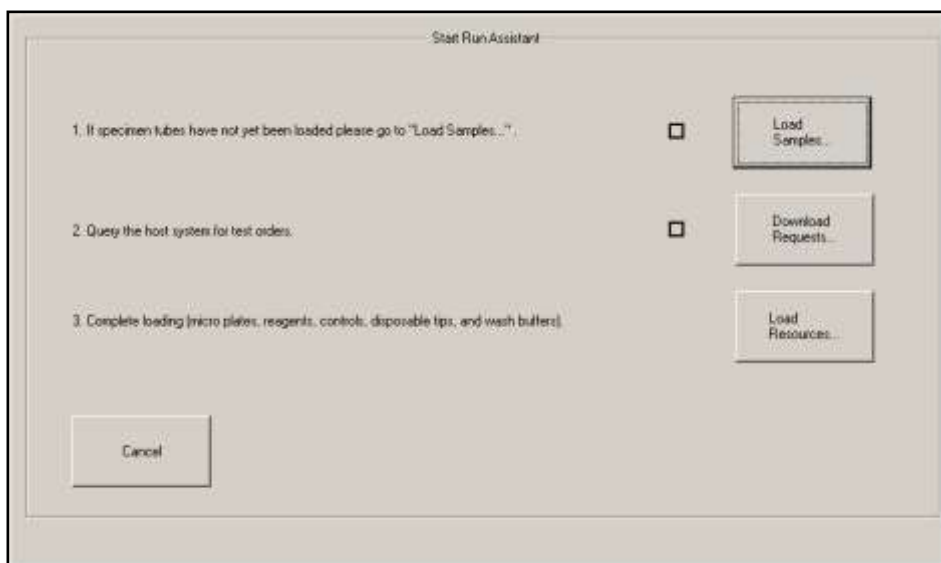 Start Run Assistant
1. If specimen tubes have not yet been loaded please go to "Load Samples..." .
Load
Samples...
2. Query the host system for test orders.
Download
Requests...
3. Complete loading (micro plates, reagents, controls, disposable tips, and wash buffers).
Load
Resources...
Cancel